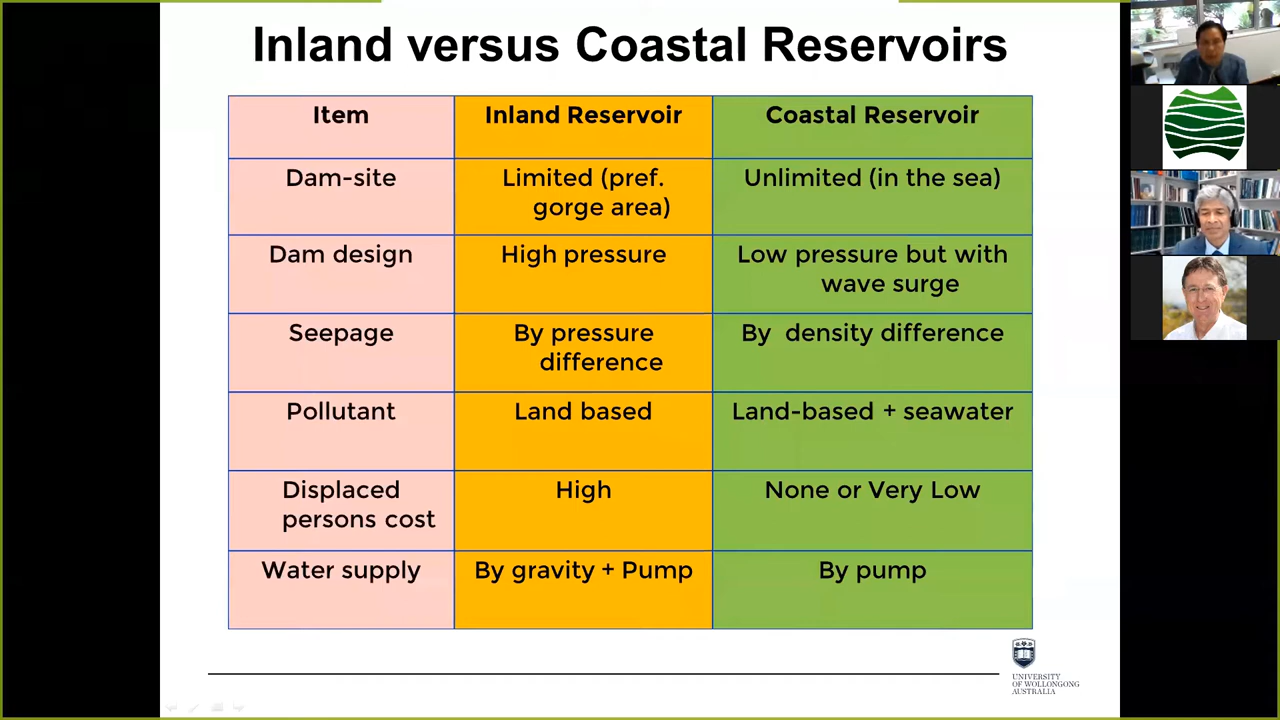 Inland versus Coastal Reservoirs
Item
Inland Reservoir
Coastal Reservoir
Dam-site
Limited (pref.
gorge area)
Unlimited (in the sea)
Dam design
High pressure
Low pressure but with
wave surge
Seepage
By pressure
difference
By density difference
Pollutant
Land based
Land-based + seawater
Displaced
persons cost
High
None or Very Low
Water supply
By gravity + Pump
By pump
UNIVERSITY
OF WOLLONGONG
AUSTRALIA